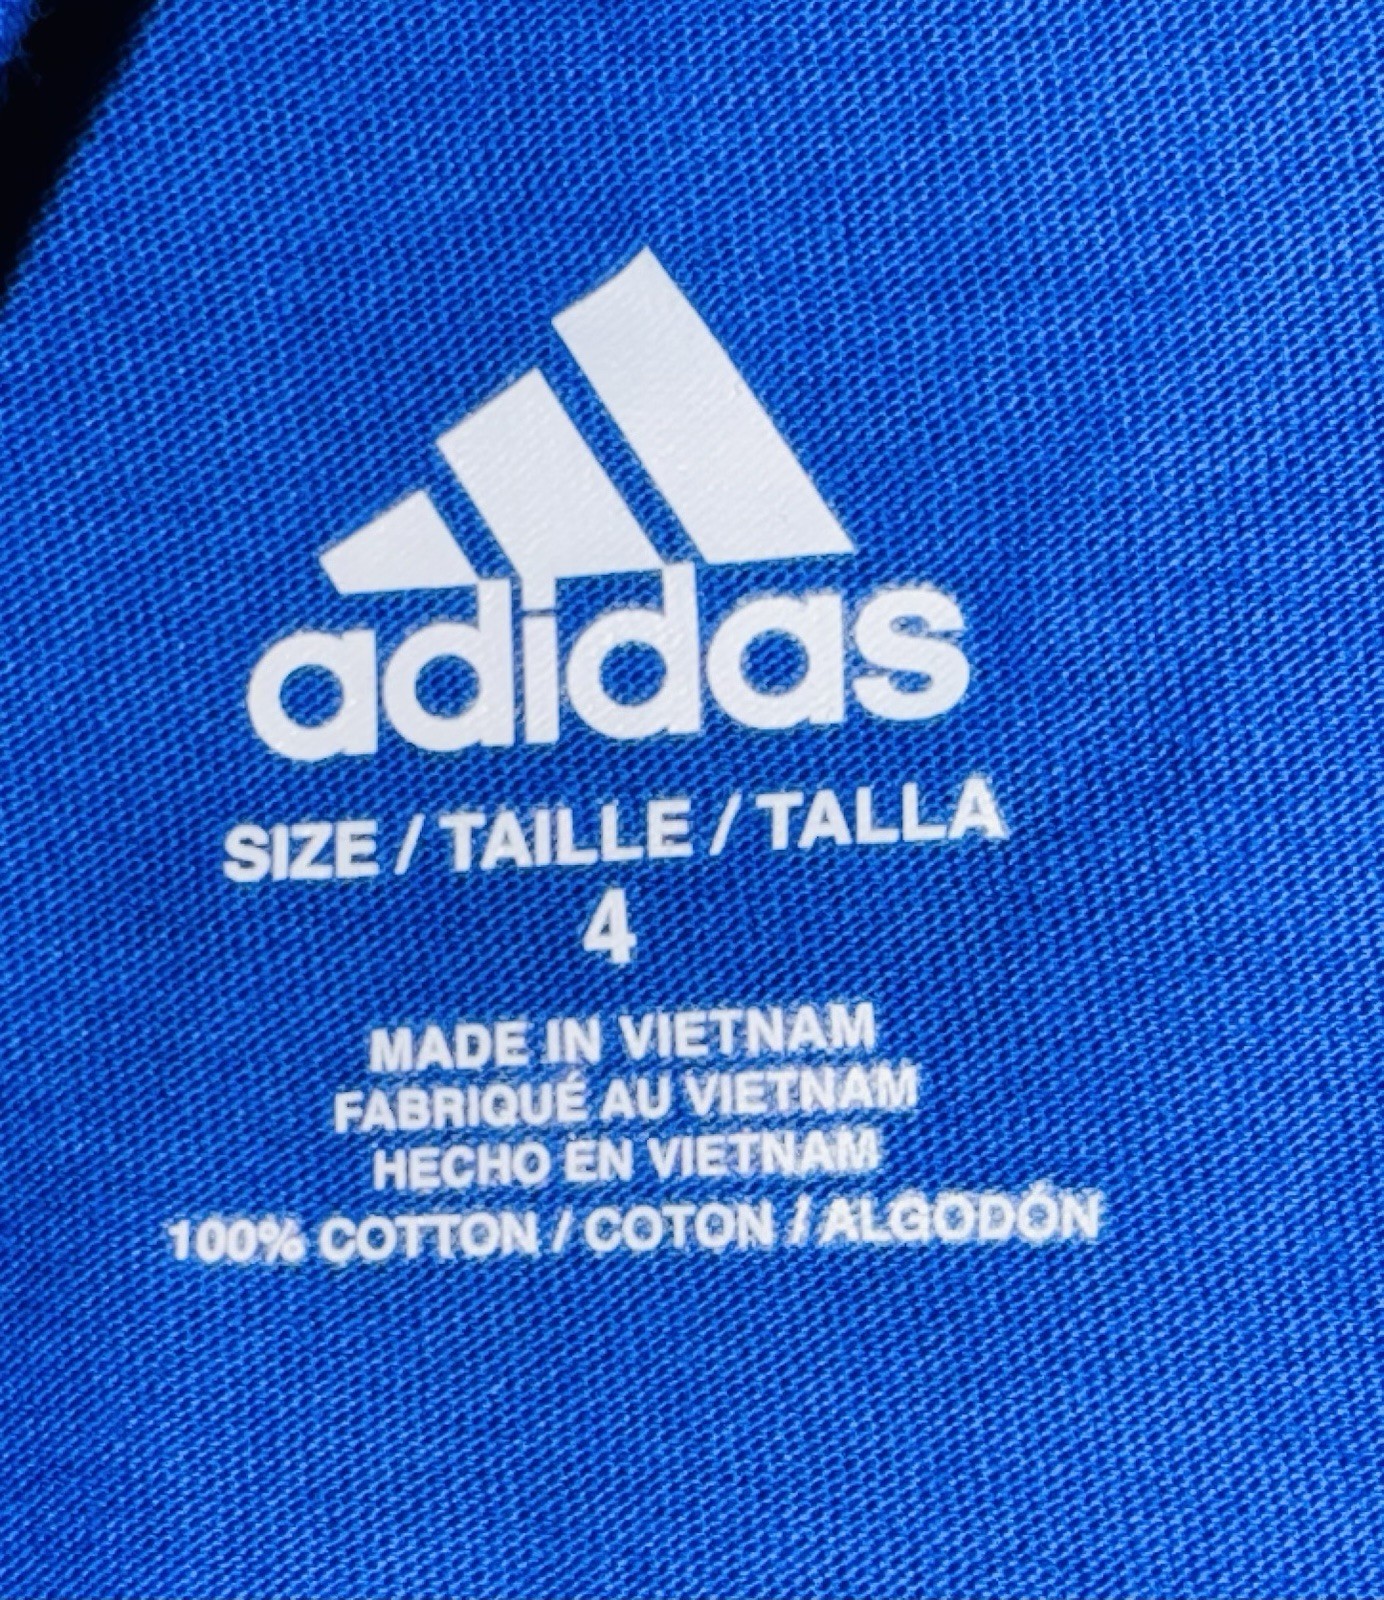 adidas
SIZE / TAILLE / TALLA
4
MADE IN VIETNAM
FABRIQUÉ AU VIETNAM
HECHO EN VIETNAM
100% COTTON / COTON / ALGODÓN